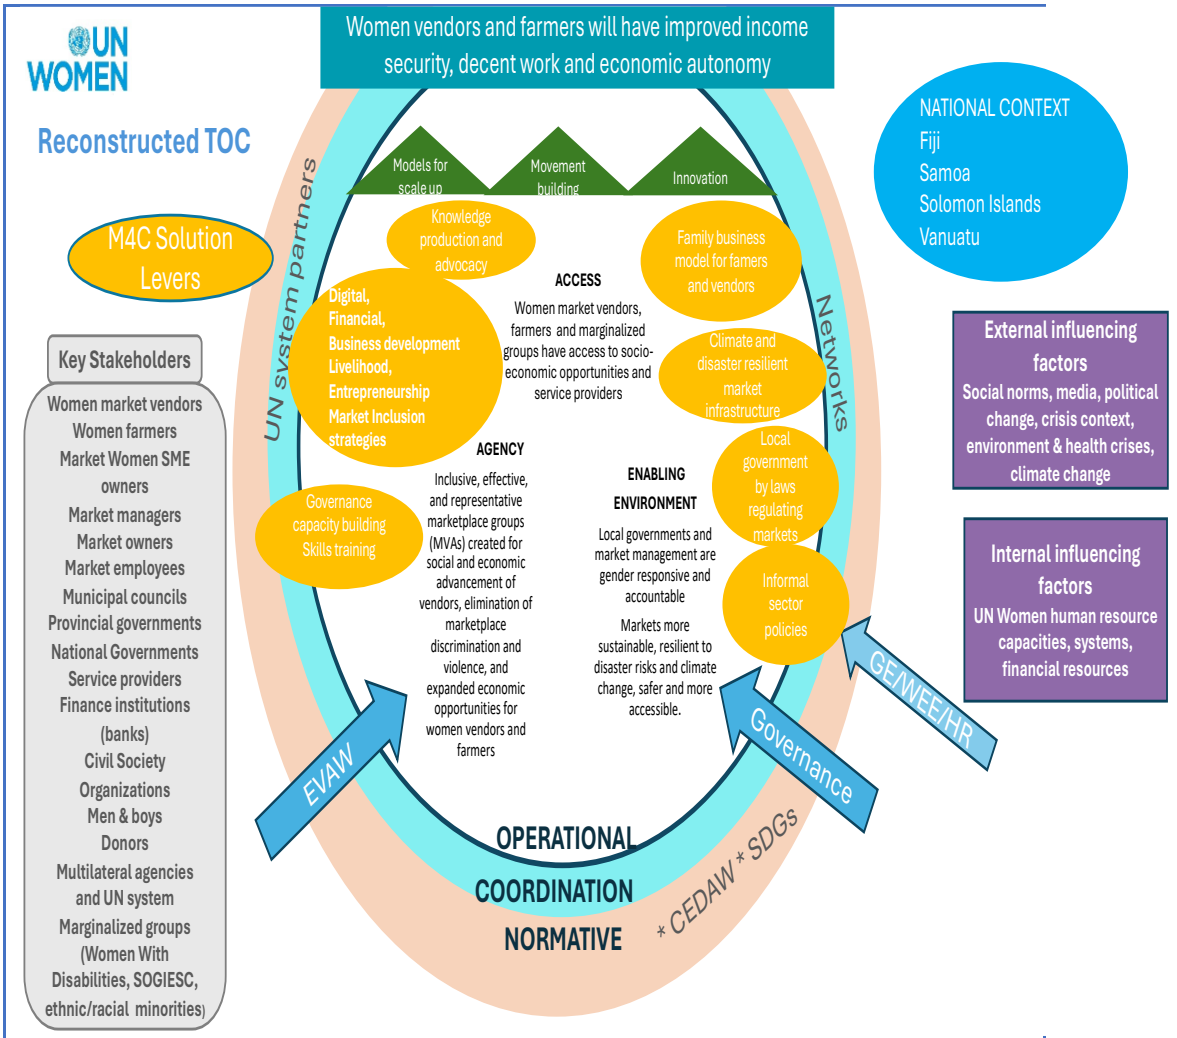 UN
WOMEN
Reconstructed TOC
Women vendors and farmers will have improved income
security, decent work and economic autonomy
NATIONAL CONTEXT
Fiji
Samoa
Solomon Islands
Vanuatu
M4C Solution
Levers
Key Stakeholders
Women market vendors
Women farmers
Market Women SME
owners
Market managers
Market owners
Market employees
Municipal councils
Provincial governments
National Governments
Service providers
Finance institutions
(banks)
Civil Society
Organizations
Men & boys
Donors
Multilateral agencies
and UN system
Marginalized groups
(Women With
Disabilities, SOGIESC,
ethnic/racial minorities)
UN system partners
Networks
Models for
scale up
Movement
building
Innovation
Knowledge
production and
advocacy
Digital,
Financial,
Business development
Livelihood,
Entrepreneurship
Market Inclusion
strategies
Governance
capacity building
Skills training
ACCESS
Women market vendors,
farmers and marginalized
groups have access to socio-
economic opportunities and
service providers
AGENCY
Inclusive, effective,
and representative
marketplace groups
(MVAs) created for
social and economic
advancement of
vendors, elimination of
marketplace
discrimination and
violence, and
expanded economic
opportunities for
women vendors and
farmers
ENABLING
ENVIRONMENT
Local governments and
market management are
gender responsive and
accountable
Markets more
sustainable, resilient to
disaster risks and climate
change, safer and more
accessible.
Family business
model for famers
and vendors
Climate and
disaster resilient
market
infrastructure
Local
government
by laws
regulating
markets
Informal
sector
policies
EVAW
Governance
GE/WEE/HR
OPERATIONAL
COORDINATION
NORMATIVE
* CEDAW * SDGs
External influencing
factors
Social norms, media, political
change, crisis context,
environment & health crises,
climate change
Internal influencing
factors
UN Women human resource
capacities, systems,
financial resources